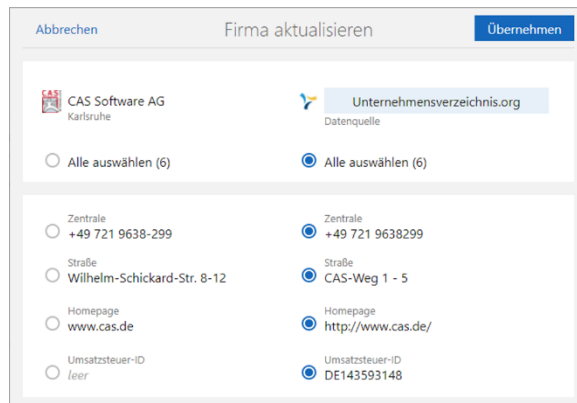 Abbrechen Firma aktualisieren Übernehmen
CAS Software AG Unternehmensverzeichnis.org
Karlsruhe Datenquelle
Alle auswählen (6) Alle auswählen (6)
Zentrale Zentrale
+49 721 9638-299 +49 721 9638299
Straße Straße
Wilhelm-Schickard-Str. 8-12 CAS-Weg 1 - 5
Homepage Homepage
www.cas.de http://www.cas.de/
Umsatzsteuer-ID Umsatzsteuer-ID
leer DE143593148